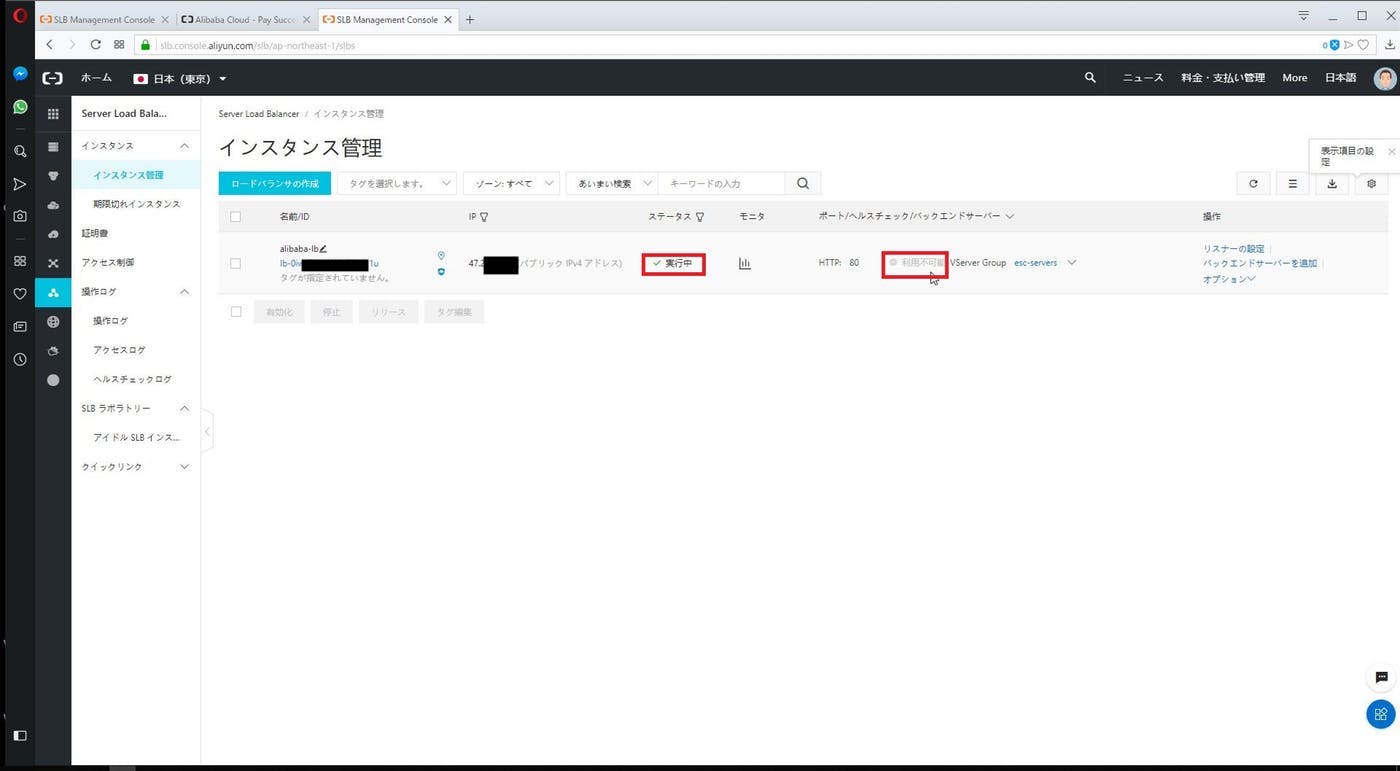 SLB Management Console
Alibaba Cloud - Pay Succe
SLB Management Console
slb.console.aliyun.com/slb/ap-northeast-1/slbs
0
ホーム
日本（東京）
ニュース
料金・支払い管理
More
日本語
Server Load Bala...
インスタンス
インスタンス管理
期限切れインスタンス
証明書
アクセス制御
操作ログ
操作ログ
アクセスログ
ヘルスチェックログ
SLB ラボラトリー
アイドル SLB インス...
クイックリンク
Server Load Balancer / インスタンス管理
インスタンス管理
表示項目の設
定
ロードバランサの作成
タグを選択します。
ゾーン: すべて
あいまい検索
キーワードの入力
名前/ID
IP
ステータス
モニタ
ポート/ヘルスチェック/バックエンドサーバー
操作
alibaba-lb
lb-0iw 1u
タグが指定されていません。
47.2 パブリック IPv4 アドレス)
実行中
HTTP: 80
利用不可能
VServer Group
esc-servers
リスナーの設定
バックエンドサーバーを追加
オプション
有効化
停止
リリース
タグ編集